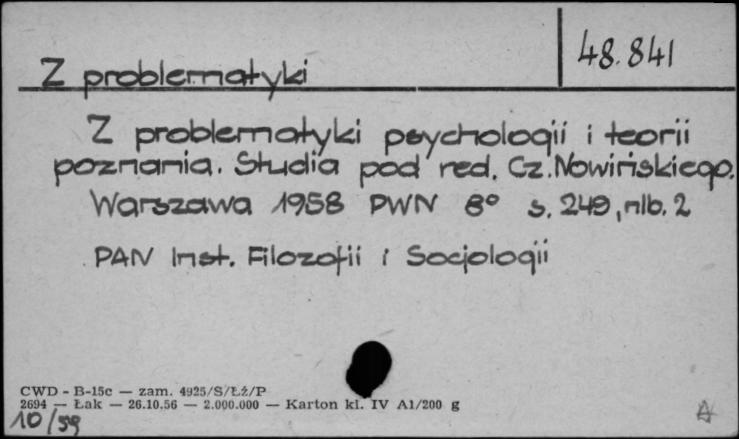 48.841
Z problematyki
Z problematyki psychologii i teorii
poznania. Studia pod red. Cz. Nowińskiego.
Warszawa 1958 PWN 8° s. 249, nlb. 2
PAN Inst. Filozofii i Socjologii
CWD - B-15c — zam. 4925/S/Łż/P
2694 — Łak — 26.10.56 — 2.000.000 — Karton kl. IV A1/200 g
10/59